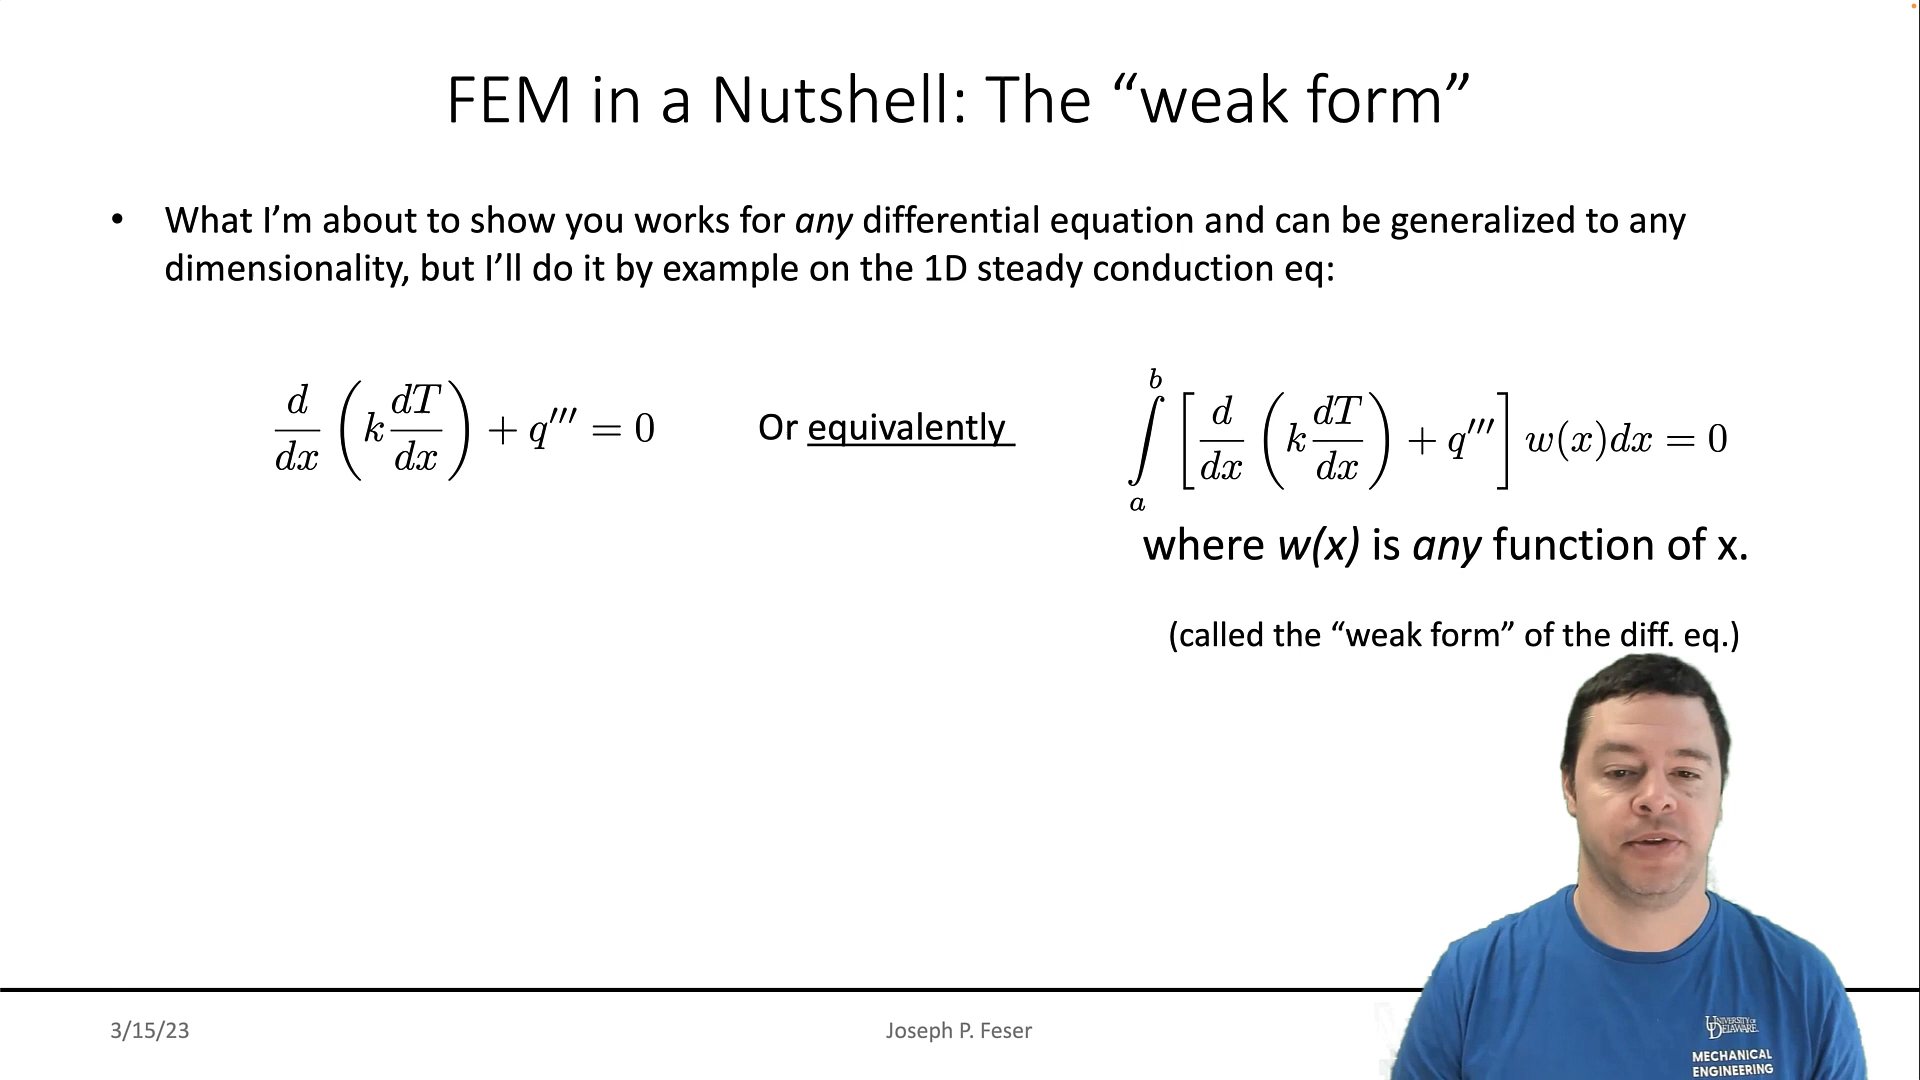 FEM in a Nutshell: The “weak form”
• What I’m about to show you works for any differential equation and can be generalized to any
dimensionality, but I’ll do it by example on the 1D steady conduction eq:
d/dx (k dT/dx) + q''' = 0
Or equivalently
∫_a^b [d/dx (k dT/dx) + q'''] w(x)dx = 0
where w(x) is any function of x.
(called the “weak form” of the diff. eq.)
3/15/23
Joseph P. Feser
UNIVERSITY OF
DELAWARE.
MECHANICAL
ENGINEERING